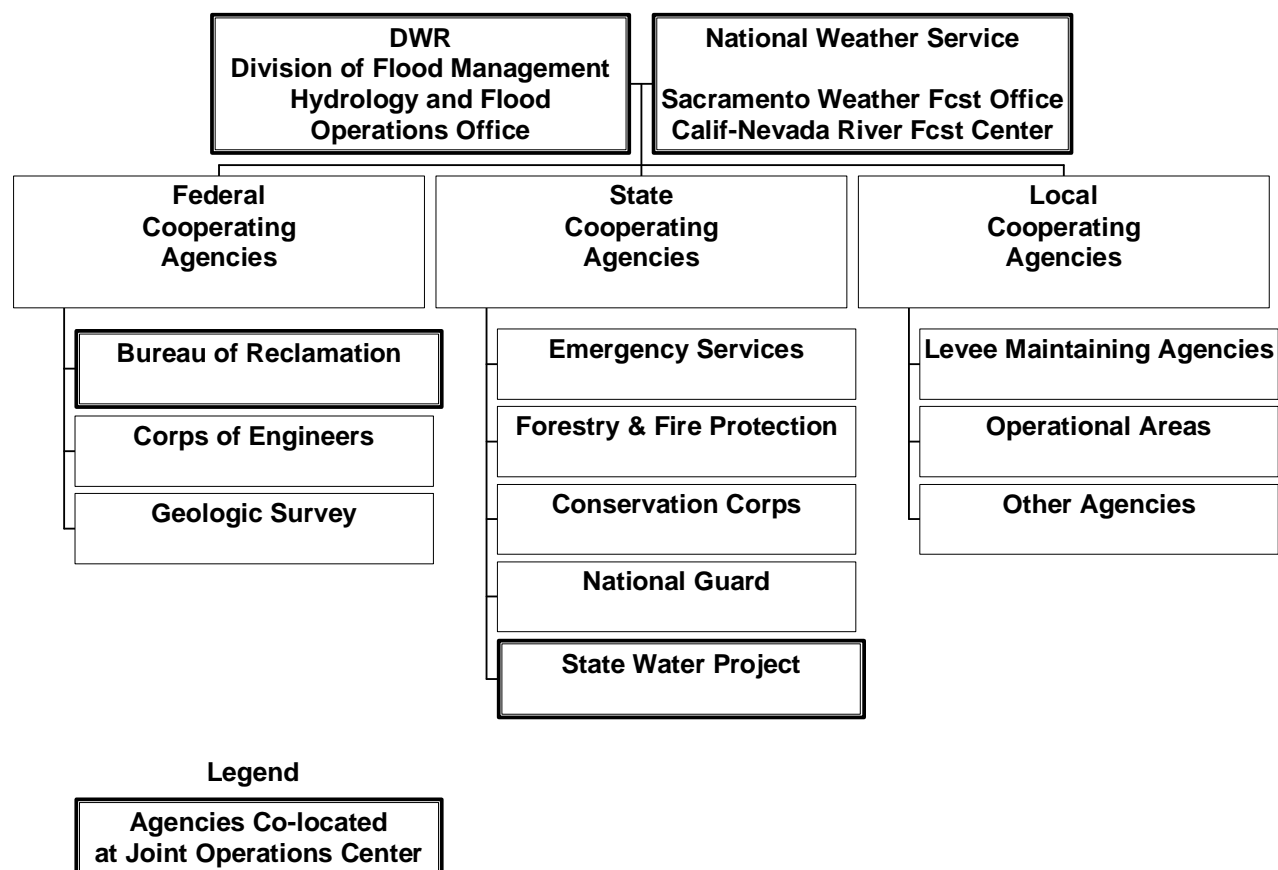 DWR
Division of Flood Management
Hydrology and Flood
Operations Office
National Weather Service
Sacramento Weather Fcst Office
Calif-Nevada River Fcst Center
Federal
Cooperating
Agencies
State
Cooperating
Agencies
Local
Cooperating
Agencies
Bureau of Reclamation
Corps of Engineers
Geologic Survey
Emergency Services
Forestry & Fire Protection
Conservation Corps
National Guard
State Water Project
Levee Maintaining Agencies
Operational Areas
Other Agencies
Legend
Agencies Co-located
at Joint Operations Center